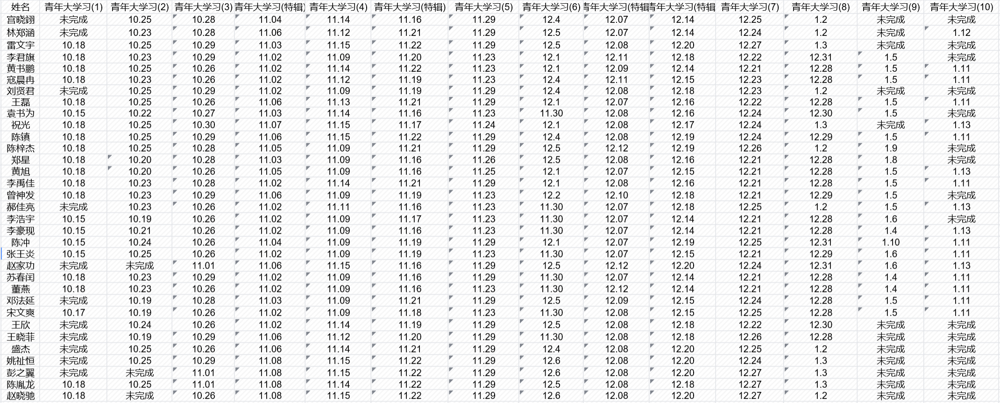 姓名 青年大学习(1) 青年大学习(2) 青年大学习(3) 青年大学习(特辑) 青年大学习(4) 青年大学习(特辑) 青年大学习(5) 青年大学习(6) 青年大学习(特辑 青年大学习(特辑 青年大学习(7) 青年大学习(8) 青年大学习(9) 青年大学习(10)
宫晓翊 未完成 10.25 10.28 11.04 11.14 11.16 11.29 12.4 12.07 12.14 12.25 1.2 未完成 未完成
林郑涵 未完成 10.23 10.28 11.06 11.12 11.21 11.29 12.5 12.07 12.14 12.24 1.2 未完成 1.12
雷文宇 10.18 10.25 10.29 11.03 11.15 11.22 11.29 12.5 12.08 12.20 12.27 1.3 未完成 未完成
李君旗 10.18 10.23 10.29 11.02 11.09 11.20 11.23 12.1 12.11 12.18 12.22 12.31 1.5 未完成
黄书鹏 10.18 10.25 10.26 11.02 11.14 11.22 11.23 12.1 12.09 12.14 12.21 12.28 1.5 1.11
寇晨冉 10.18 10.23 10.26 11.02 11.12 11.19 11.23 12.4 12.11 12.15 12.23 12.28 1.5 1.11
刘贤君 未完成 10.25 10.29 11.02 11.09 11.19 11.29 12.4 12.08 12.18 12.23 1.2 未完成 未完成
王磊 10.18 10.25 10.26 11.06 11.13 11.21 11.29 12.1 12.07 12.16 12.22 12.28 1.5 1.11
袁书为 10.15 10.22 10.27 11.03 11.14 11.16 11.23 11.30 12.08 12.16 12.24 12.30 1.5 未完成
祝光 10.18 10.25 10.30 11.07 11.15 11.17 11.24 12.1 12.08 12.17 12.24 1.3 未完成 1.13
陈镇 10.18 10.25 10.29 11.06 11.15 11.22 11.29 12.4 12.08 12.19 12.24 12.29 1.5 1.11
陈梓杰 10.18 10.25 10.28 11.05 11.09 11.21 11.29 12.5 12.12 12.19 12.26 1.2 1.9 未完成
郑星 10.18 10.20 10.28 11.03 11.09 11.16 11.26 12.5 12.08 12.16 12.21 12.28 1.8 未完成
黄旭 10.18 10.20 10.26 11.05 11.09 11.16 11.25 12.1 12.07 12.15 12.21 12.28 1.5 1.13
李禹佳 10.18 10.23 10.28 11.02 11.14 11.21 11.29 12.1 12.08 12.16 12.21 12.28 1.5 1.11
曾神发 10.18 10.23 10.29 11.06 11.09 11.19 11.23 12.2 12.10 12.18 12.21 12.29 1.5 未完成
郝佳亮 未完成 10.23 10.26 11.02 11.11 11.16 11.23 11.30 12.07 12.18 12.25 1.2 1.5 1.13
李浩宇 10.15 10.19 10.26 11.02 11.09 11.17 11.23 11.30 12.07 12.14 12.21 12.28 1.6 未完成
李豪现 10.15 10.21 10.26 11.02 11.09 11.16 11.23 11.30 12.07 12.14 12.21 12.28 1.4 1.13
陈冲 10.15 10.24 10.26 11.04 11.09 11.19 11.29 12.1 12.07 12.19 12.25 12.31 1.10 1.11
张王炎 10.15 10.25 10.26 11.02 11.09 11.19 11.23 11.30 12.07 12.15 12.21 12.29 1.6 1.11
赵家功 未完成 未完成 11.01 11.06 11.15 11.16 11.29 12.5 12.12 12.20 12.24 12.31 1.6 1.13
苏春闰 10.18 10.23 10.29 11.02 11.09 11.16 11.29 11.30 12.07 12.14 12.21 12.28 1.4 1.11
董燕 10.18 10.23 10.26 11.02 11.09 11.16 11.23 11.30 12.12 12.14 12.21 12.28 1.4 1.11
邓法延 未完成 10.19 10.28 11.03 11.09 11.21 11.29 12.5 12.09 12.15 12.24 12.28 1.5 1.11
宋文爽 10.17 10.19 10.26 11.02 11.09 11.18 11.23 11.30 12.08 12.15 12.25 12.28 1.5 1.11
王欣 未完成 10.24 10.26 11.02 11.14 11.19 11.29 12.5 12.08 12.18 12.22 12.30 未完成 未完成
王晓菲 未完成 10.19 10.29 11.06 11.12 11.20 11.29 11.30 12.08 12.18 12.26 12.28 未完成 未完成
盛杰 未完成 10.25 10.26 11.06 11.14 11.21 11.29 12.4 12.08 12.20 12.25 1.2 未完成 未完成
姚祉恒 未完成 10.25 10.29 11.08 11.15 11.22 11.29 12.6 12.08 12.20 12.24 1.3 未完成 未完成
彭之翼 未完成 未完成 11.01 11.08 11.15 11.22 11.29 12.6 12.08 12.20 12.27 1.3 未完成 未完成
陈胤龙 10.18 10.25 11.01 11.08 11.14 11.22 11.29 12.5 12.08 12.18 12.27 1.3 未完成 未完成
赵晓驰 10.18 未完成 10.26 11.08 11.15 11.22 11.29 12.6 12.08 12.20 12.27 1.2 未完成 未完成